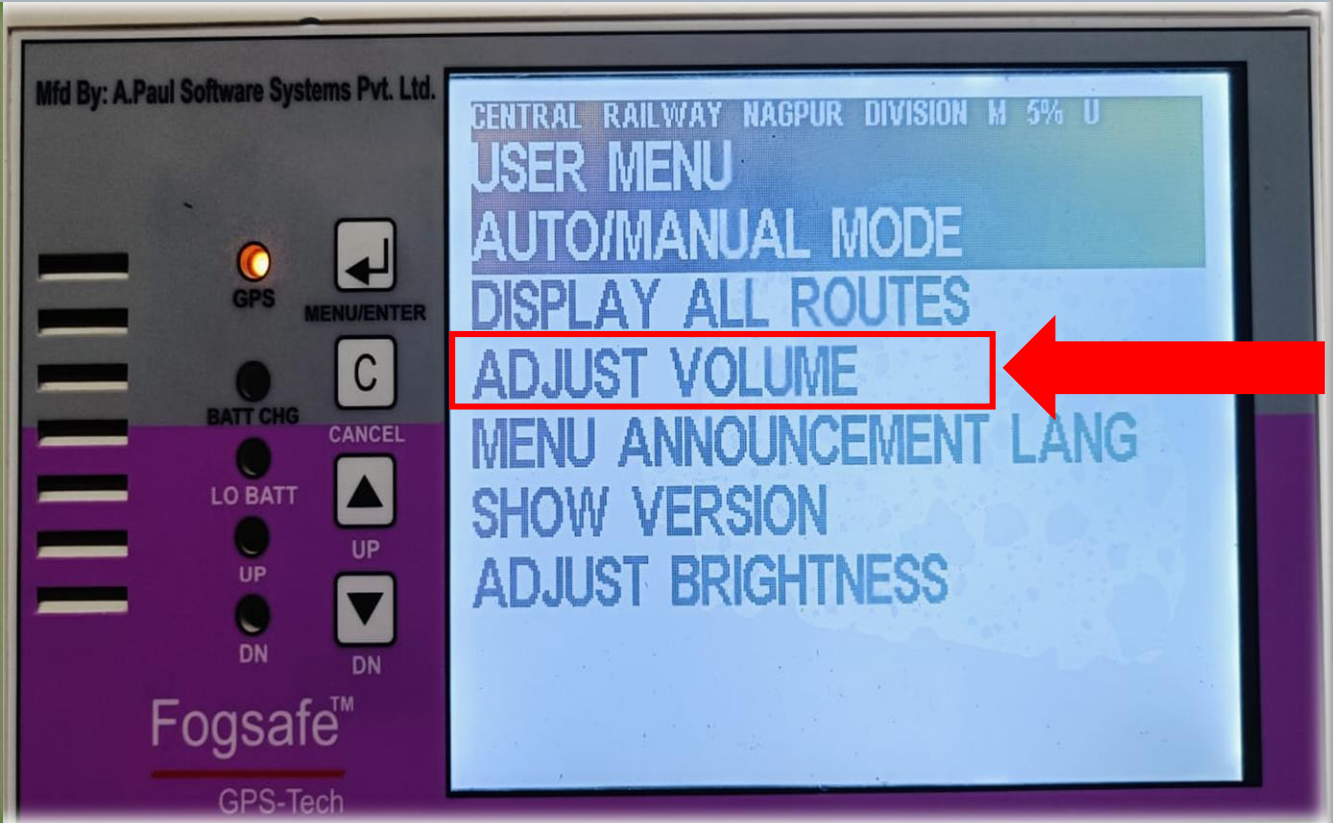 Mfd By: A.Paul Software Systems Pvt. Ltd.
GPS
MENU/ENTER
BATT CHG
C
CANCEL
LO BATT
UP
UP
DN
DN
Fogsafe™
GPS-Tech
CENTRAL RAILWAY NAGPUR DIVISION M 5% U
USER MENU
AUTO/MANUAL MODE
DISPLAY ALL ROUTES
ADJUST VOLUME
MENU ANNOUNCEMENT LANG
SHOW VERSION
ADJUST BRIGHTNESS